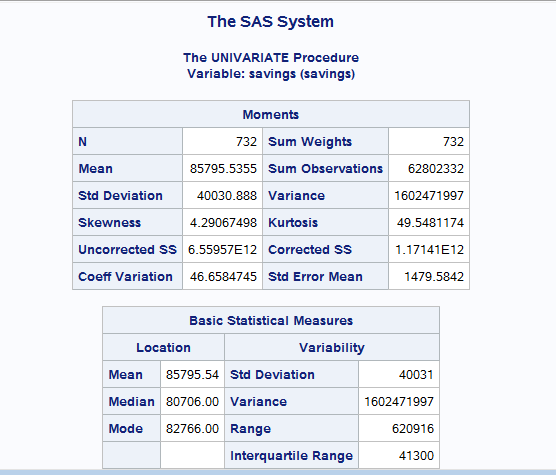 The SAS System
The UNIVARIATE Procedure
Variable: savings (savings)
Moments
N 732 Sum Weights 732
Mean 85795.5355 Sum Observations 62802332
Std Deviation 40030.888 Variance 1602471997
Skewness 4.29067498 Kurtosis 49.5481174
Uncorrected SS 6.55957E12 Corrected SS 1.17141E12
Coeff Variation 46.6584745 Std Error Mean 1479.5842
Basic Statistical Measures
Location Variability
Mean 85795.54 Std Deviation 40031
Median 80706.00 Variance 1602471997
Mode 82766.00 Range 620916
Interquartile Range 41300